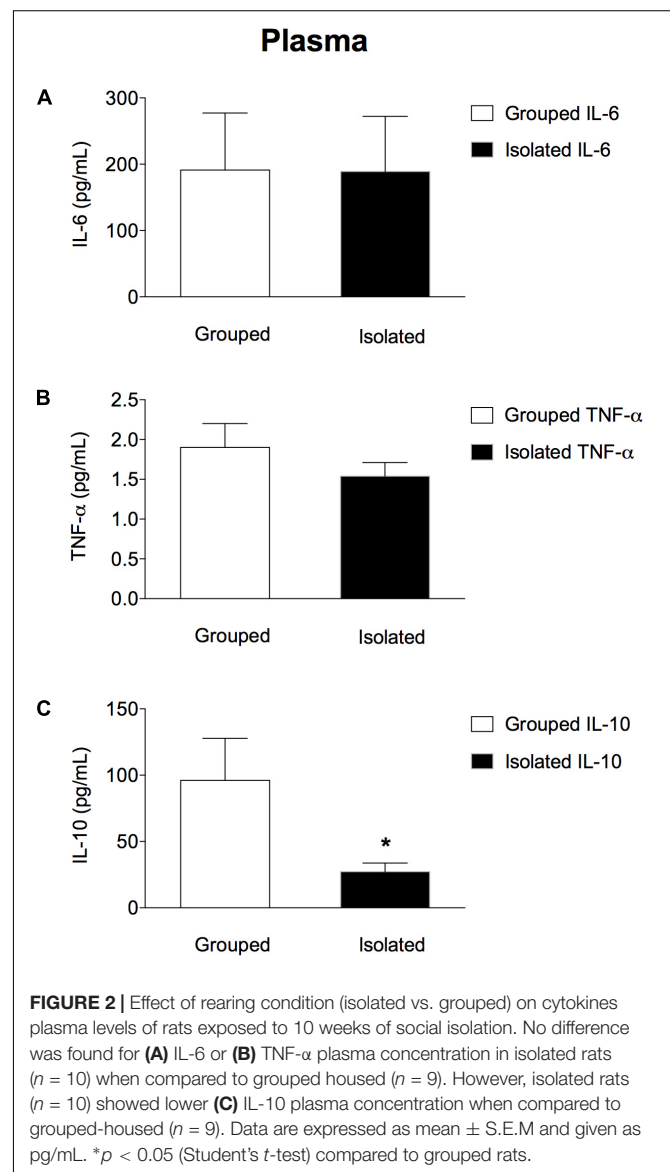 Plasma
A
300
200
100
0
IL-6 (pg/mL)
Grouped
Isolated
Grouped IL-6
Isolated IL-6
B
2.5
2.0
1.5
1.0
0.5
0.0
TNF-α (pg/mL)
Grouped
Isolated
Grouped TNF-α
Isolated TNF-α
C
150
100
50
0
IL-10 (pg/mL)
*
Grouped
Isolated
Grouped IL-10
Isolated IL-10
FIGURE 2 | Effect of rearing condition (isolated vs. grouped) on cytokines
plasma levels of rats exposed to 10 weeks of social isolation. No difference
was found for (A) IL-6 or (B) TNF-α plasma concentration in isolated rats
(n = 10) when compared to grouped housed (n = 9). However, isolated rats
(n = 10) showed lower (C) IL-10 plasma concentration when compared to
grouped-housed (n = 9). Data are expressed as mean ± S.E.M and given as
pg/mL. *p < 0.05 (Student's t-test) compared to grouped rats.